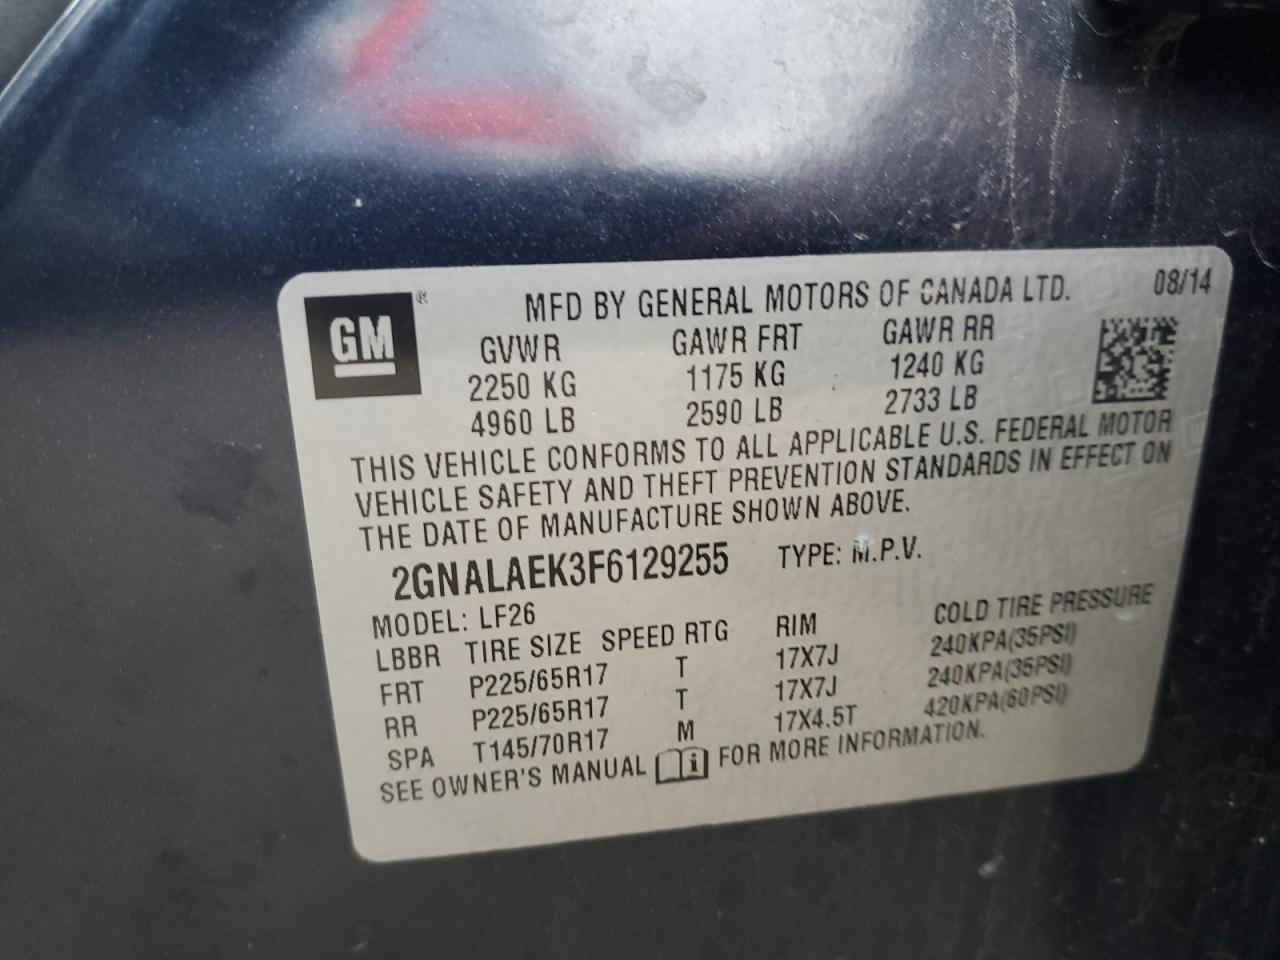 GM ®
MFD BY GENERAL MOTORS OF CANADA LTD. 08/14
GVWR GAWR FRT GAWR RR
2250 KG 1175 KG 1240 KG
4960 LB 2590 LB 2733 LB
THIS VEHICLE CONFORMS TO ALL APPLICABLE U.S. FEDERAL MOTOR
VEHICLE SAFETY AND THEFT PREVENTION STANDARDS IN EFFECT ON
THE DATE OF MANUFACTURE SHOWN ABOVE.
2GNALAEK3F6129255 TYPE: M.P.V.
MODEL: LF26
LBBR TIRE SIZE SPEED RTG RIM COLD TIRE PRESSURE
FRT P225/65R17 T 17X7J 240KPA(35PSI)
RR P225/65R17 T 17X7J 240KPA(35PSI)
SPA T145/70R17 M 17X4.5T 420KPA(60PSI)
SEE OWNER'S MANUAL i FOR MORE INFORMATION.